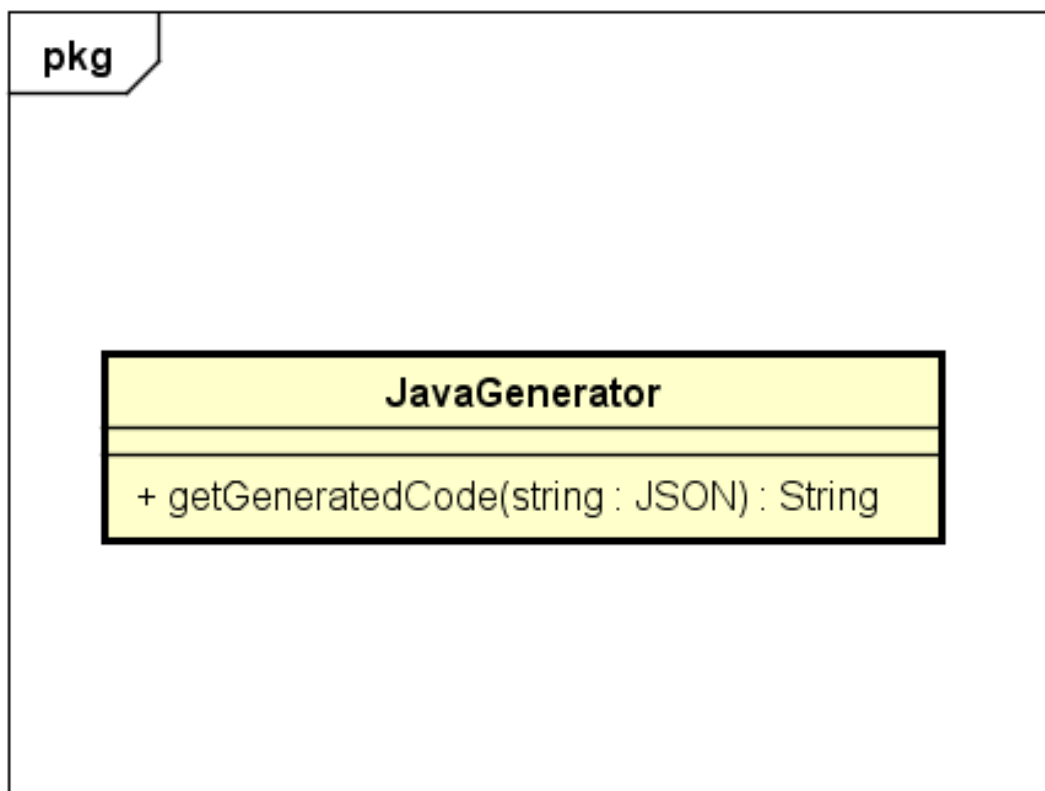 pkg
JavaGenerator
+ getGeneratedCode(string : JSON) : String